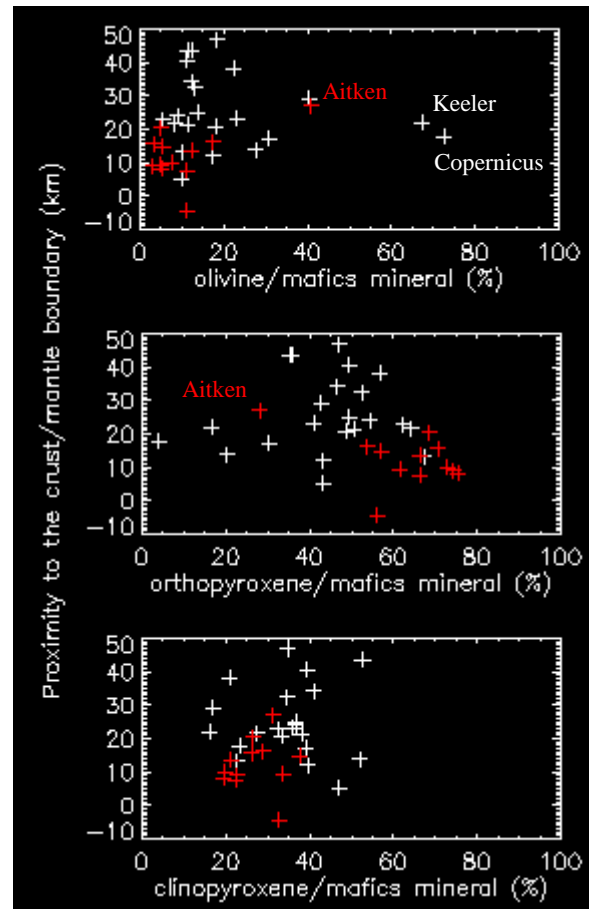 Proximity to the crust/mantle boundary (km)
50
40
30
20
10
0
−10
Aitken
Keeler
Copernicus
0 20 40 60 80 100
olivine/mafics mineral (%)
50
40
30
20
10
0
−10
Aitken
0 20 40 60 80 100
orthopyroxene/mafics mineral (%)
50
40
30
20
10
0
−10
0 20 40 60 80 100
clinopyroxene/mafics mineral (%)